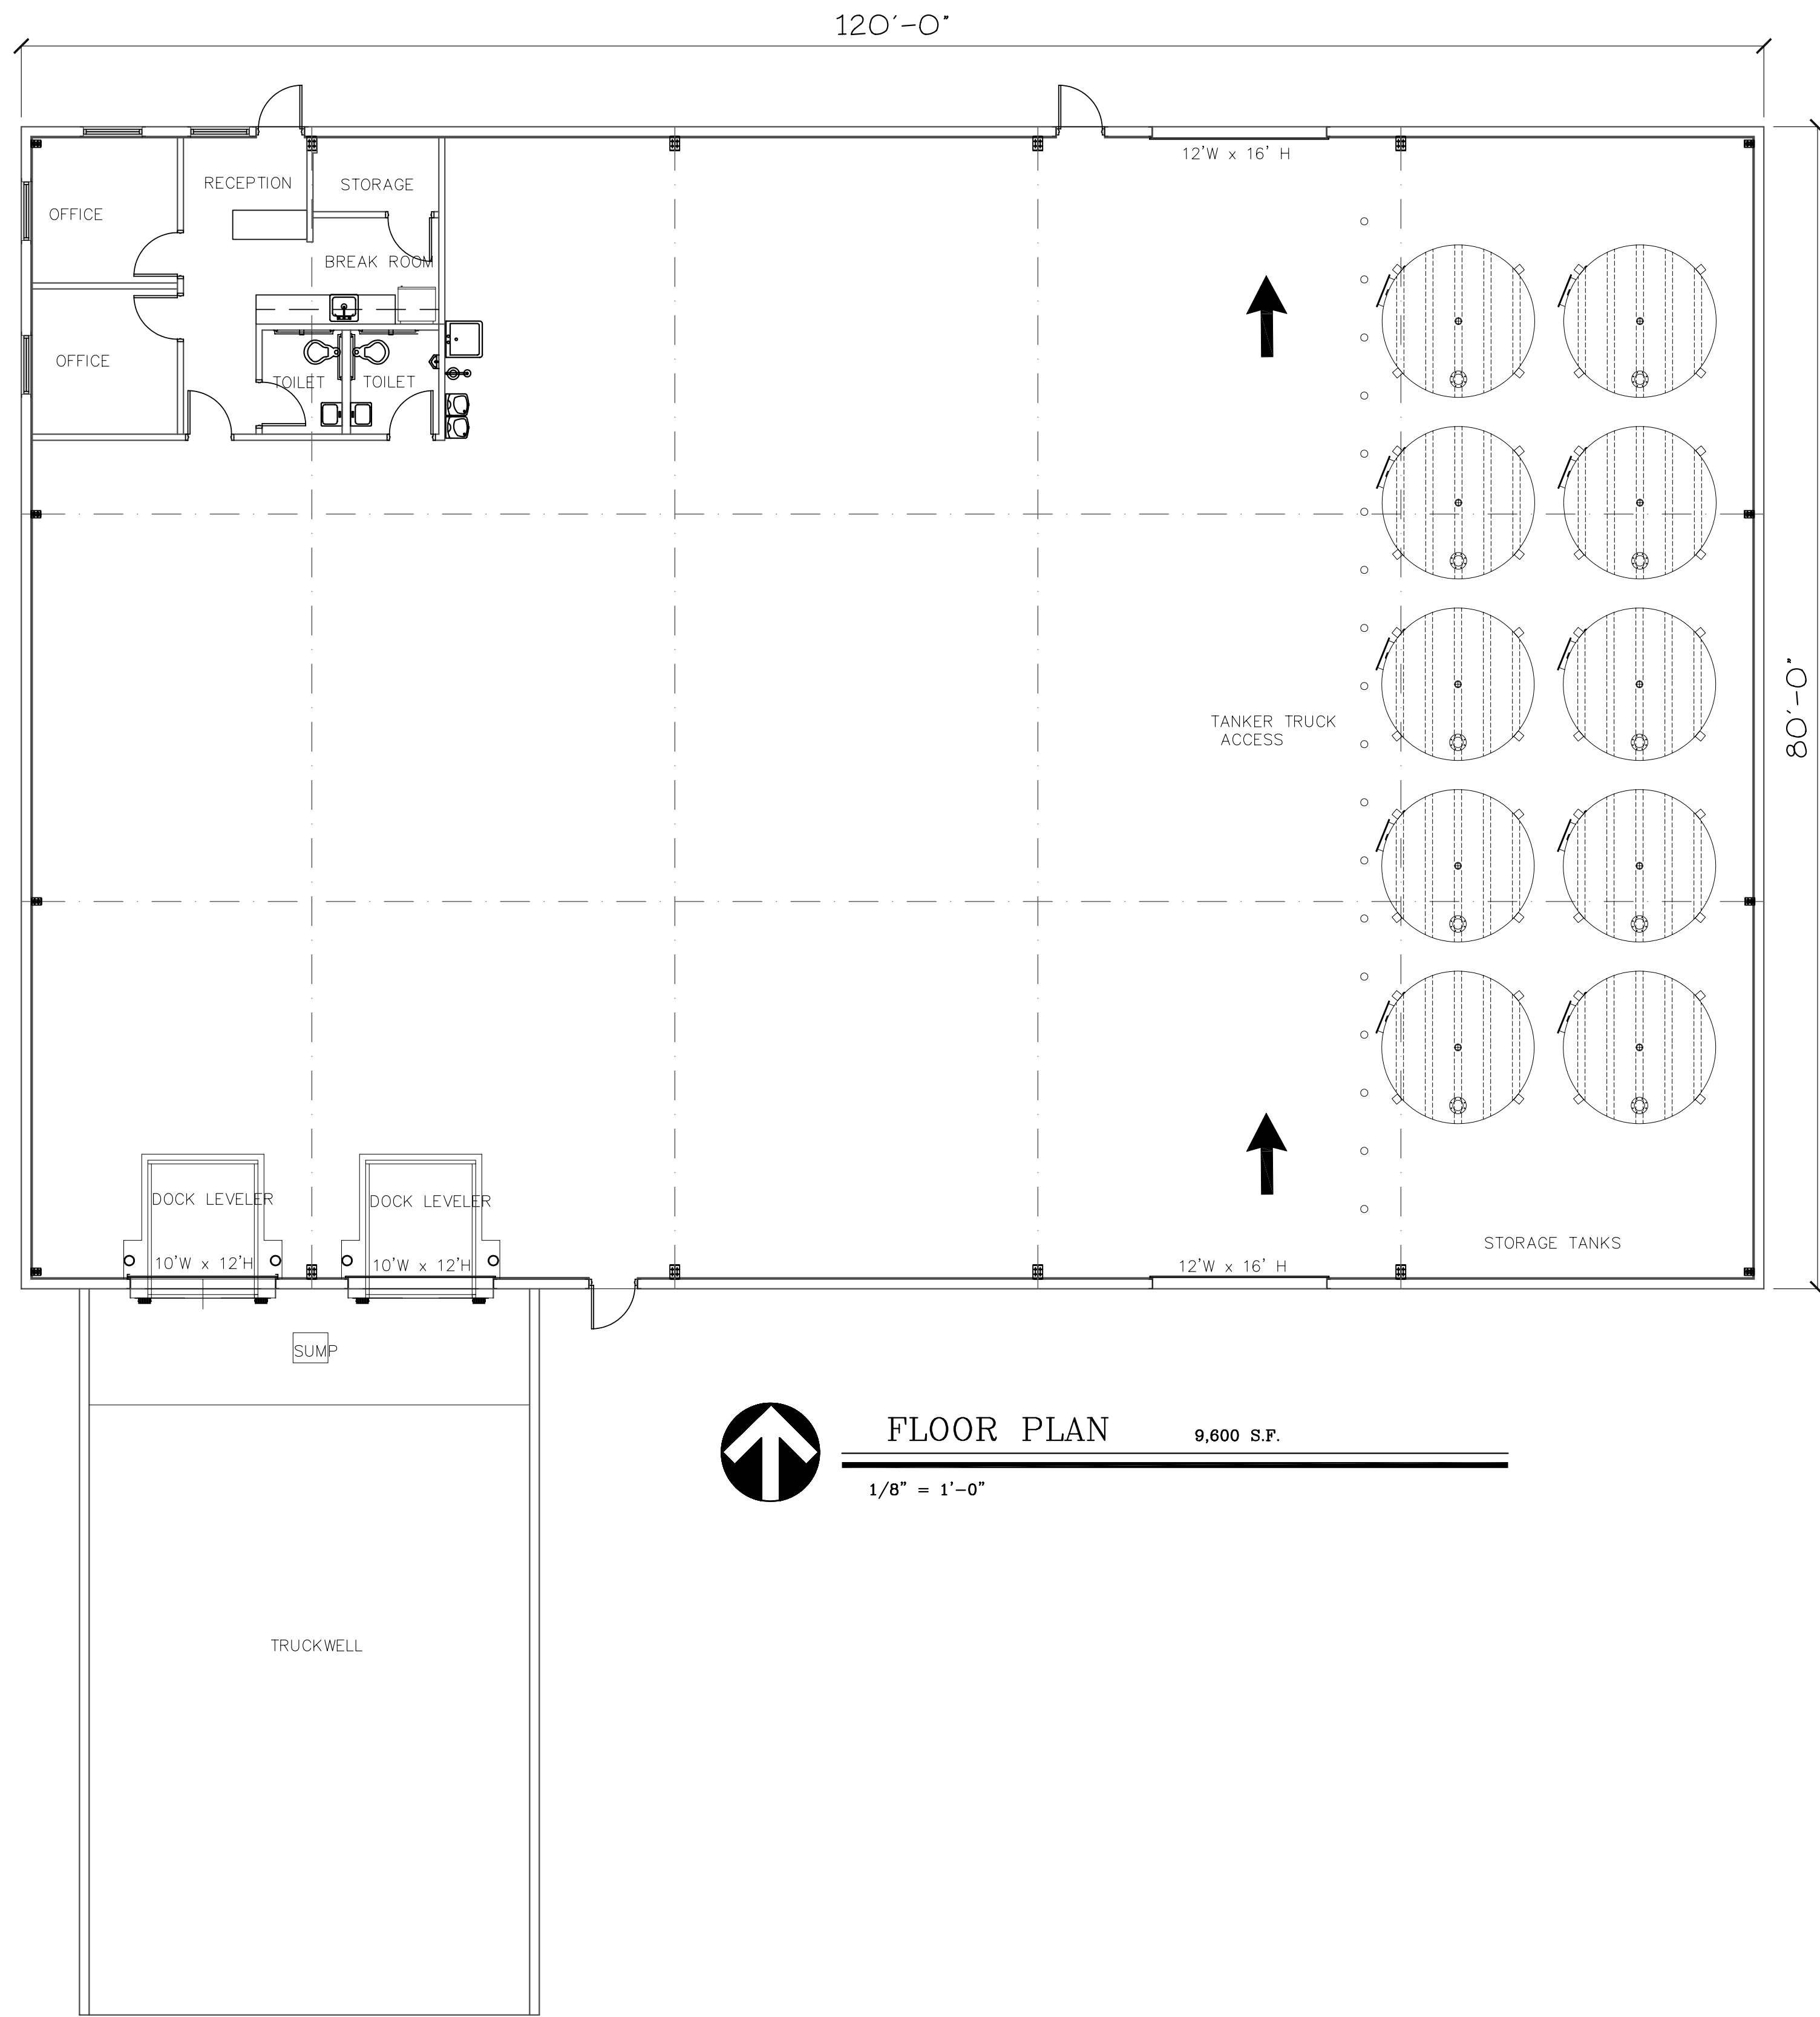 120'-0"
12'W x 16' H
RECEPTION
STORAGE
OFFICE
BREAK ROOM
OFFICE
TOILET
TOILET
80'-0"
TANKER TRUCK
ACCESS
DOCK LEVELER
DOCK LEVELER
STORAGE TANKS
10'W x 12'H
10'W x 12'H
12'W x 16' H
SUMP
FLOOR PLAN
9,600 S.F.
1/8" = 1'-0"
TRUCKWELL